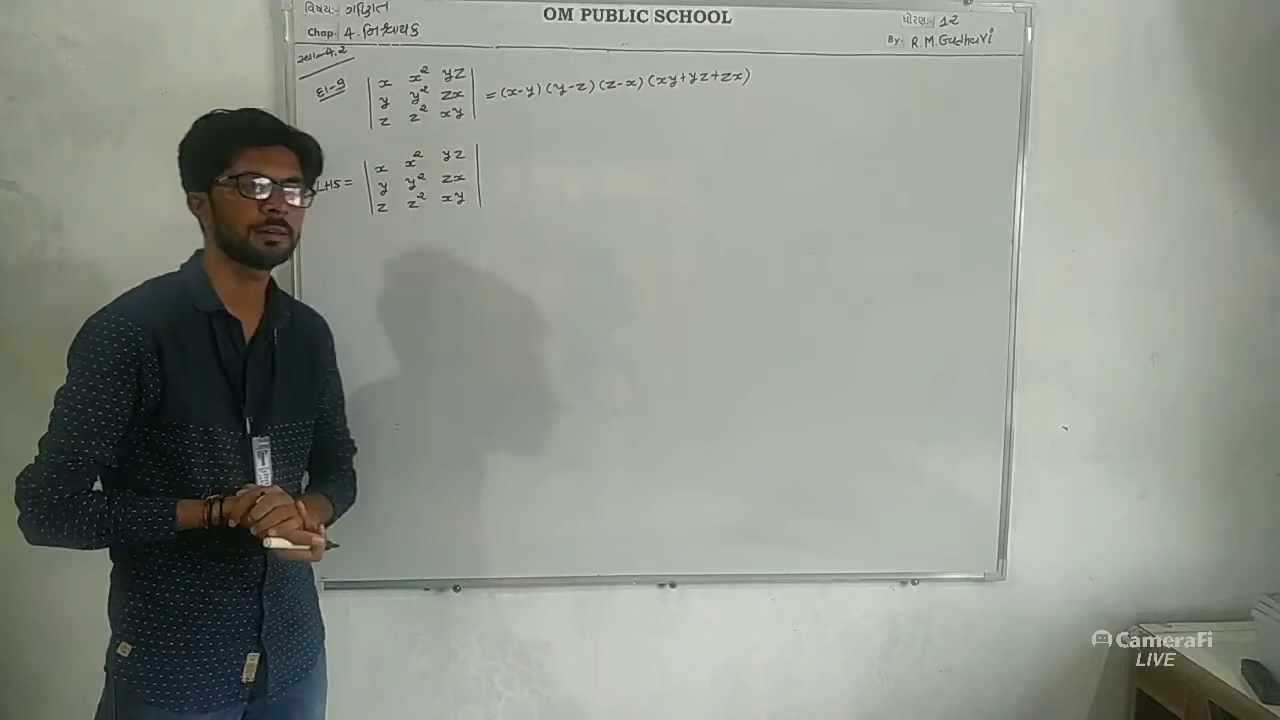 વિષય:- ગણિત
OM PUBLIC SCHOOL
ધોરણ:- 12
Chap:- 4. નિશ્ચાયક
By:- R.M. Gadhavi
સ્વા-4.2
દા-9
| x x² yz |
| y y² zx | = (x-y) (y-z) (z-x) (xy+yz+zx)
| z z² xy |
| x x² yz |
LHS = | y y² zx |
| z z² xy |
CameraFi
LIVE